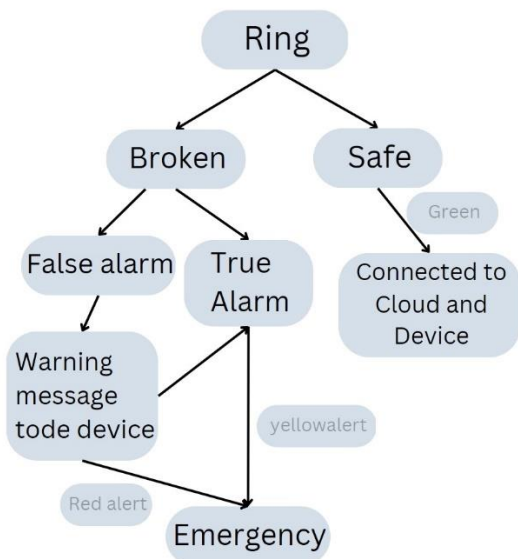 Ring
Broken
Safe
Green
False alarm
True
Alarm
Connected to
Cloud and
Device
Warning
message
tode device
yellowalert
Red alert
Emergency